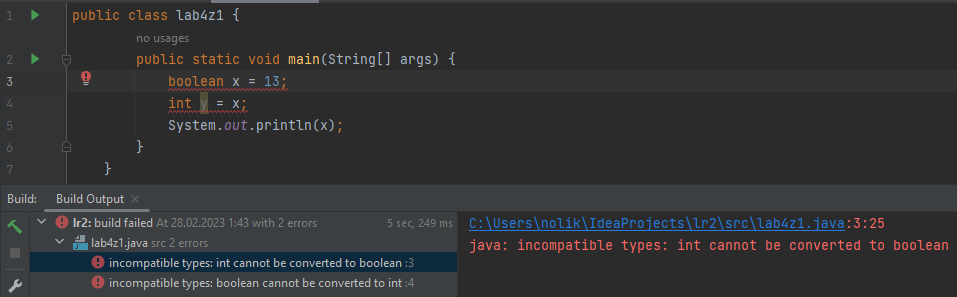 1 public class lab4z1 {
no usages
2 public static void main(String[] args) {
3 boolean x = 13;
4 int y = x;
5 System.out.println(x);
6 }
7 }
Build: Build Output ×
lr2: build failed At 28.02.2023 1:43 with 2 errors 5 sec, 249 ms
lab4z1.java src 2 errors
incompatible types: int cannot be converted to boolean :3
incompatible types: boolean cannot be converted to int :4
C:\Users\nolik\IdeaProjects\lr2\src\lab4z1.java:3:25
java: incompatible types: int cannot be converted to boolean